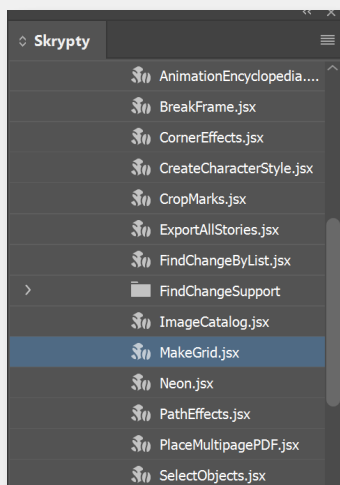 Skrypty
AnimationEncyclopedia....
BreakFrame.jsx
CornerEffects.jsx
CreateCharacterStyle.jsx
CropMarks.jsx
ExportAllStories.jsx
FindChangeByList.jsx
FindChangeSupport
ImageCatalog.jsx
MakeGrid.jsx
Neon.jsx
PathEffects.jsx
PlaceMultipagePDF.jsx
SelectObjects.jsx